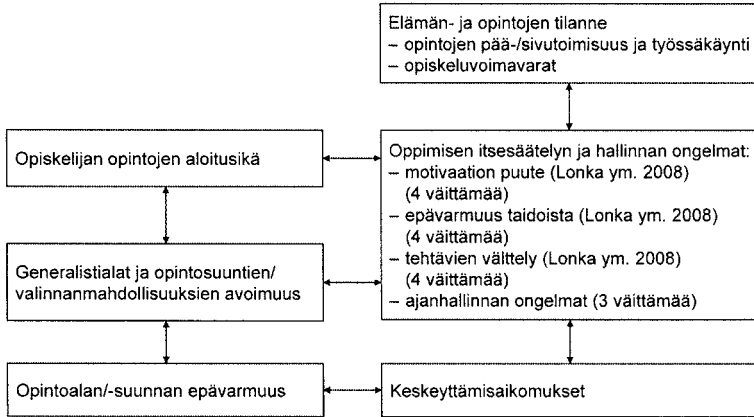 Elämän- ja opintojen tilanne
– opintojen pää-/sivutoimisuus ja työssäkäynti
– opiskeluvoimavarat
Opiskelijan opintojen aloitusikä
Oppimisen itsesäätelyn ja hallinnan ongelmat:
– motivaation puute (Lonka ym. 2008)
(4 väittämää)
– epävarmuus taidoista (Lonka ym. 2008)
(4 väittämää)
– tehtävien välttely (Lonka ym. 2008)
(4 väittämää)
– ajanhallinnan ongelmat (3 väittämää)
Generalistialat ja opintosuuntien/
valinnanmahdollisuuksien avoimuus
Opintoalan/-suunnan epävarmuus
Keskeyttämisaikomukset